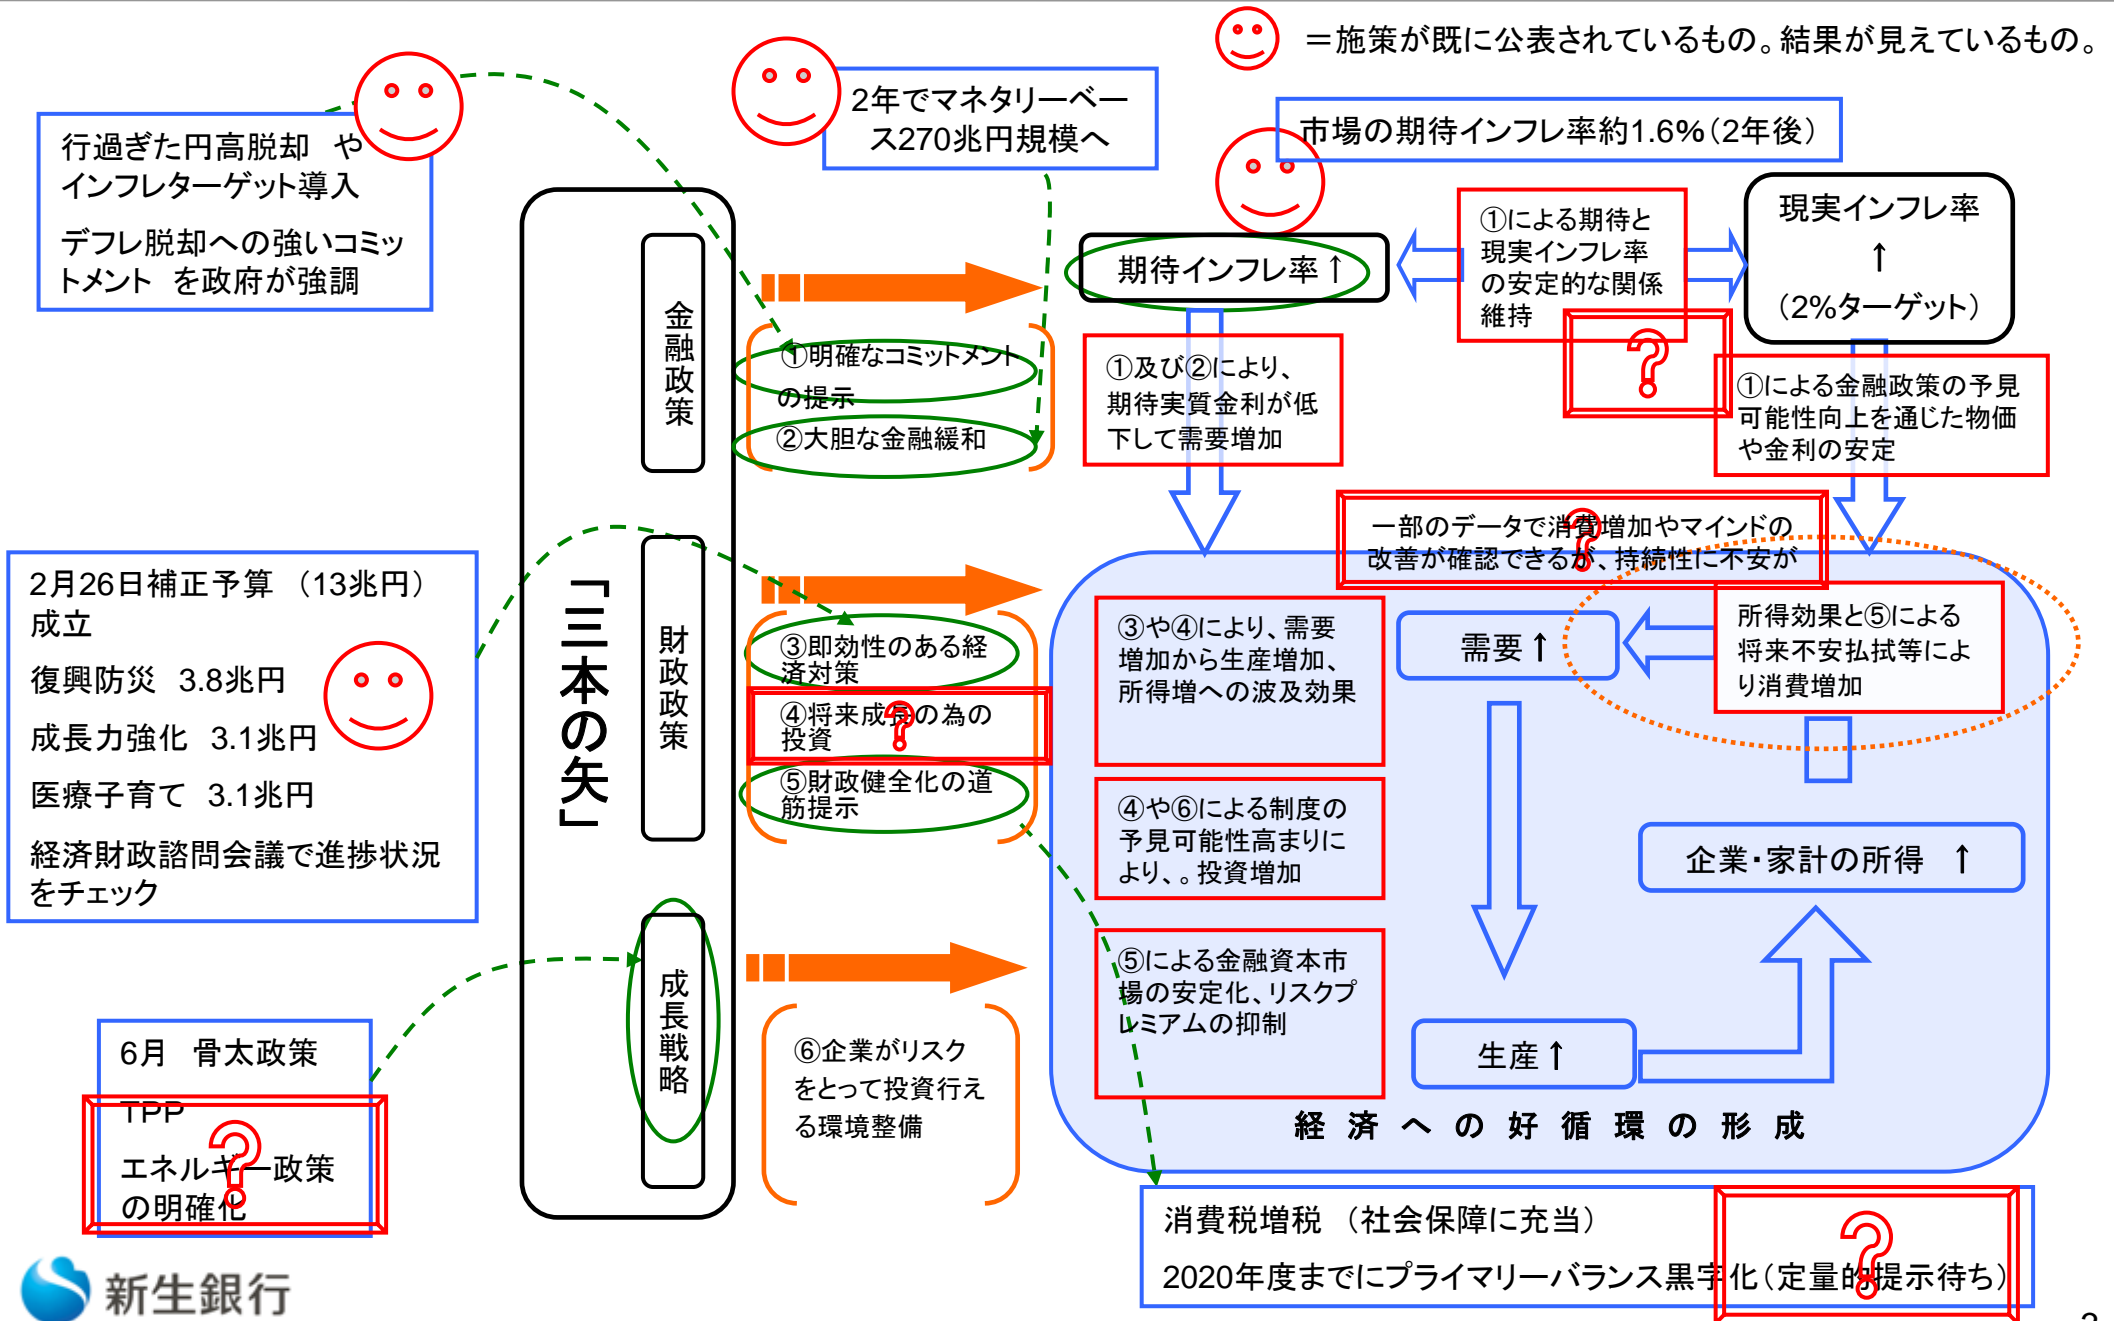 ＝施策が既に公表されているもの。結果が見えているもの。
行過ぎた円高脱却　や
インフレターゲット導入
デフレ脱却への強いコミッ
トメント　を政府が強調
2年でマネタリーベー
ス270兆円規模へ
市場の期待インフレ率約1.6%（2年後）
期待インフレ率↑
①による期待と
現実インフレ率
の安定的な関係
維持
?
現実インフレ率
↑
（2%ターゲット）
「三本の矢」
金融政策
①明確なコミットメント
の提示
②大胆な金融緩和
①及び②により、
期待実質金利が低
下して需要増加
①による金融政策の予見
可能性向上を通じた物価
や金利の安定
一部のデータで消費増加やマインドの
改善が確認できるが、持続性に不安が
?
2月26日補正予算　（13兆円）
成立
復興防災　3.8兆円
成長力強化　3.1兆円
医療子育て　3.1兆円
経済財政諮問会議で進捗状況
をチェック
財政政策
③即効性のある経
済対策
④将来成長の為の
投資
?
⑤財政健全化の道
筋提示
③や④により、需要
増加から生産増加、
所得増への波及効果
需要↑
所得効果と⑤による
将来不安払拭等によ
り消費増加
④や⑥による制度の
予見可能性高まりに
より、。投資増加
企業・家計の所得　↑
⑤による金融資本市
場の安定化、リスクプ
レミアムの抑制
生産↑
経済への好循環の形成
成長戦略
⑥企業がリスク
をとって投資行え
る環境整備
6月　骨太政策
TPP
エネルギー政策
の明確化
?
消費税増税　（社会保障に充当）
2020年度までにプライマリーバランス黒字化（定量的提示待ち）
?
新生銀行